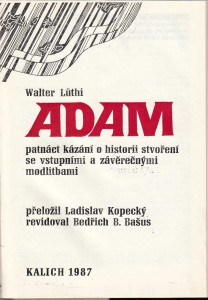 Walter Lüthi
ADAM
patnáct kázání o historii stvoření
se vstupními a závěrečnými
modlitbami
přeložil Ladislav Kopecký
revidoval Bedřich B. Bašus
KALICH 1987